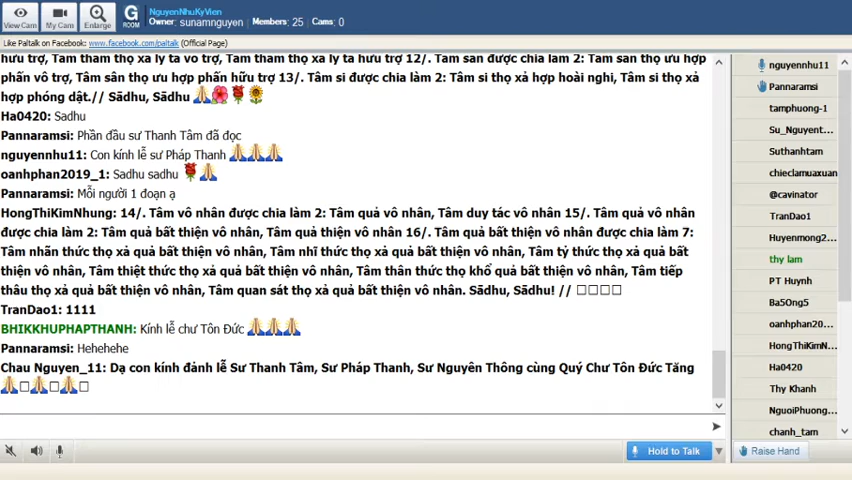 View Cam
My Cam
Enlarge
G
ROOM
NguyenNhuKyVien
Owner: sunamnguyen Members: 25 Cams: 0
Like Paltalk on Facebook: www.facebook.com/paltalk (Official Page)
hữu trợ, Tâm tham thọ xả ly tà vô trợ, Tâm tham thọ xả ly tà hữu trợ 12/. Tâm sân được chia làm 2: Tâm sân thọ ưu hợp
phấn vô trợ, Tâm sân thọ ưu hợp phấn hữu trợ 13/. Tâm si được chia làm 2: Tâm si thọ xả hợp hoài nghi, Tâm si thọ xả
hợp phóng dật.// Sādhu, Sādhu
Ha0420: Sadhu
Pannaramsi: Phần đầu sư Thanh Tâm đã đọc
nguyennhu11: Con kính lễ sư Pháp Thanh
oanhphan2019_1: Sadhu sadhu
Pannaramsi: Mỗi người 1 đoạn ạ
HongThiKimNhung: 14/. Tâm vô nhân được chia làm 2: Tâm quả vô nhân, Tâm duy tác vô nhân 15/. Tâm quả vô nhân
được chia làm 2: Tâm quả bất thiện vô nhân, Tâm quả thiện vô nhân 16/. Tâm quả bất thiện vô nhân được chia làm 7:
Tâm nhãn thức thọ xả quả bất thiện vô nhân, Tâm nhĩ thức thọ xả quả bất thiện vô nhân, Tâm tỷ thức thọ xả quả bất
thiện vô nhân, Tâm thiệt thức thọ xả quả bất thiện vô nhân, Tâm thân thức thọ khổ quả bất thiện vô nhân, Tâm tiếp
thâu thọ xả quả bất thiện vô nhân, Tâm quan sát thọ xả quả bất thiện vô nhân. Sādhu, Sādhu! //
TranDao1: 1111
BHIKKHUPHAPTHANH: Kính lễ chư Tôn Đức
Pannaramsi: Hehehehe
Chau Nguyen_11: Dạ con kính đảnh lễ Sư Thanh Tâm, Sư Pháp Thanh, Sư Nguyên Thông cùng Quý Chư Tôn Đức Tăng
Hold to Talk
nguyennhu11
Pannaramsi
tamphuong-1
Su_Nguyent...
Suthanhtam
chieclamuaxuan
@cavinator
TranDao1
Huyenmong2...
thy lam
PT Huynh
Ba5Ong5
oanhphan20...
HongThiKimN...
Ha0420
Thy Khanh
NguoiPhuong...
chanh_tam
Raise Hand